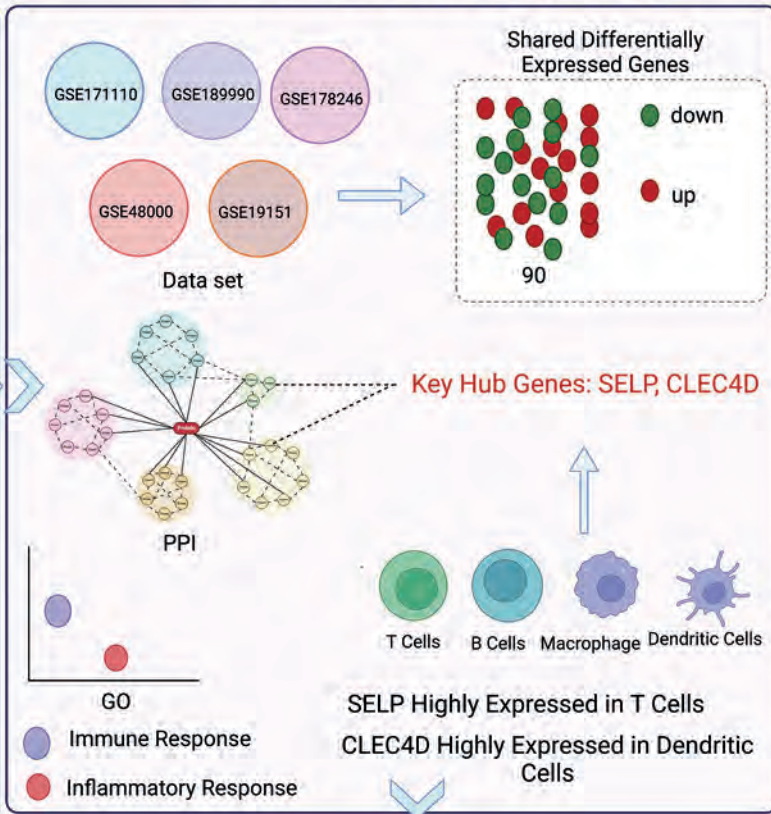 GSE171110
GSE189990
GSE178246
GSE48000
GSE19151
Data set
Shared Differentially
Expressed Genes
down
up
90
Key Hub Genes: SELP, CLEC4D
PPI
T Cells
B Cells
Macrophage
Dendritic Cells
GO
Immune Response
Inflammatory Response
SELP Highly Expressed in T Cells
CLEC4D Highly Expressed in Dendritic
Cells